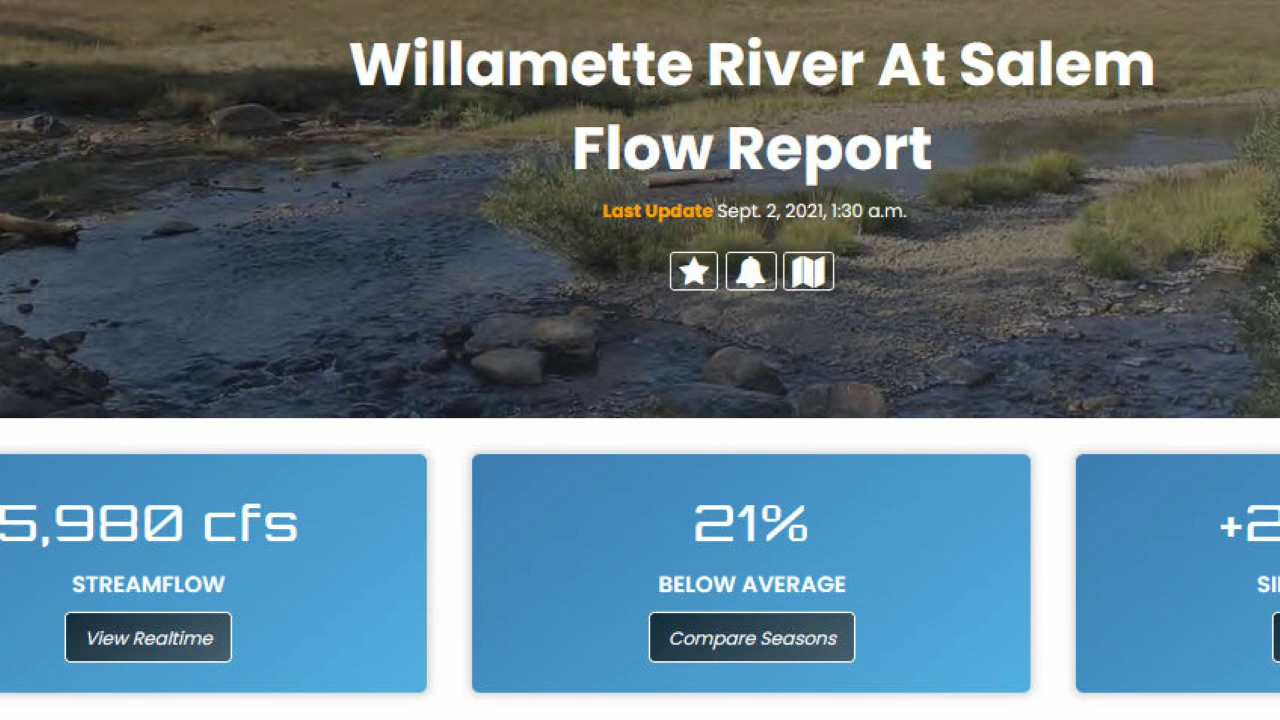 Willamette River At Salem
Flow Report
Last Update Sept. 2, 2021, 1:30 a.m.
5,980 cfs
STREAMFLOW
View Realtime
21%
BELOW AVERAGE
Compare Seasons